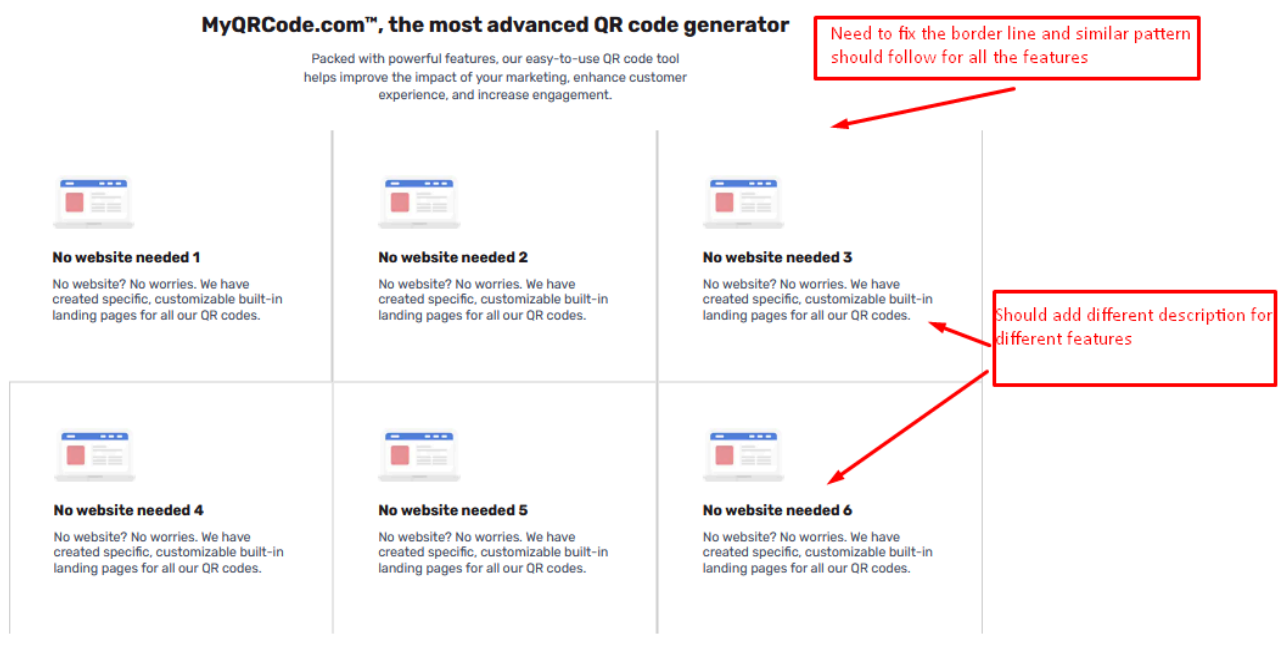 MyQRCode.com™, the most advanced QR code generator
Need to fix the border line and similar pattern
should follow for all the features
Packed with powerful features, our easy-to-use QR code tool
helps improve the impact of your marketing, enhance customer
experience, and increase engagement.
No website needed 1
No website? No worries. We have
created specific, customizable built-in
landing pages for all our QR codes.
No website needed 2
No website? No worries. We have
created specific, customizable built-in
landing pages for all our QR codes.
No website needed 3
No website? No worries. We have
created specific, customizable built-in
landing pages for all our QR codes.
Should add different description for
different features
No website needed 4
No website? No worries. We have
created specific, customizable built-in
landing pages for all our QR codes.
No website needed 5
No website? No worries. We have
created specific, customizable built-in
landing pages for all our QR codes.
No website needed 6
No website? No worries. We have
created specific, customizable built-in
landing pages for all our QR codes.